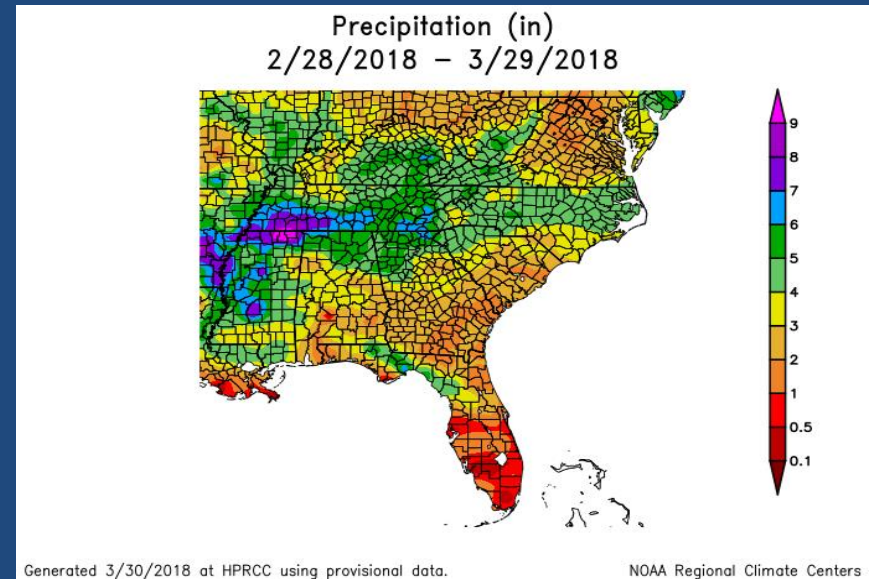 Precipitation (in)
2/28/2018 – 3/29/2018
9
8
7
6
5
4
3
2
1
0.5
0.1
Generated 3/30/2018 at HPRCC using provisional data.
NOAA Regional Climate Centers